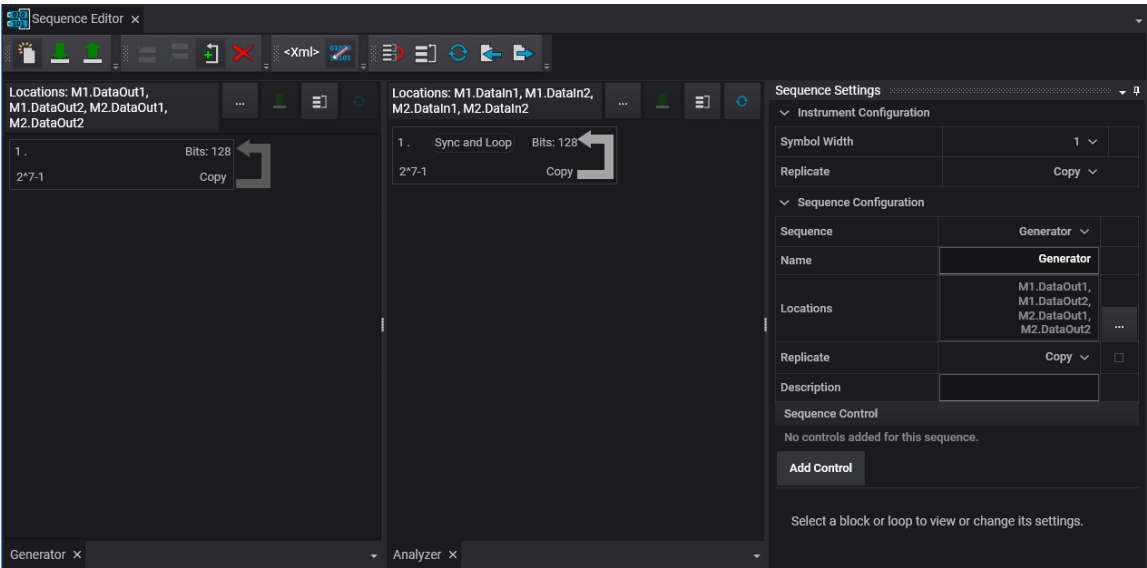 Sequence Editor ×
<Xml>
Locations: M1.DataOut1,
M1.DataOut2, M2.DataOut1,
M2.DataOut2
...
1 . Bits: 128
2^7-1 Copy
Generator ×
Locations: M1.DataIn1, M1.DataIn2,
M2.DataIn1, M2.DataIn2
...
1 . Sync and Loop Bits: 128
2^7-1 Copy
Analyzer ×
Sequence Settings
Instrument Configuration
Symbol Width 1
Replicate Copy
Sequence Configuration
Sequence Generator
Name Generator
Locations M1.DataOut1,
M1.DataOut2,
M2.DataOut1,
M2.DataOut2
...
Replicate Copy
Description
Sequence Control
No controls added for this sequence.
Add Control
Select a block or loop to view or change its settings.